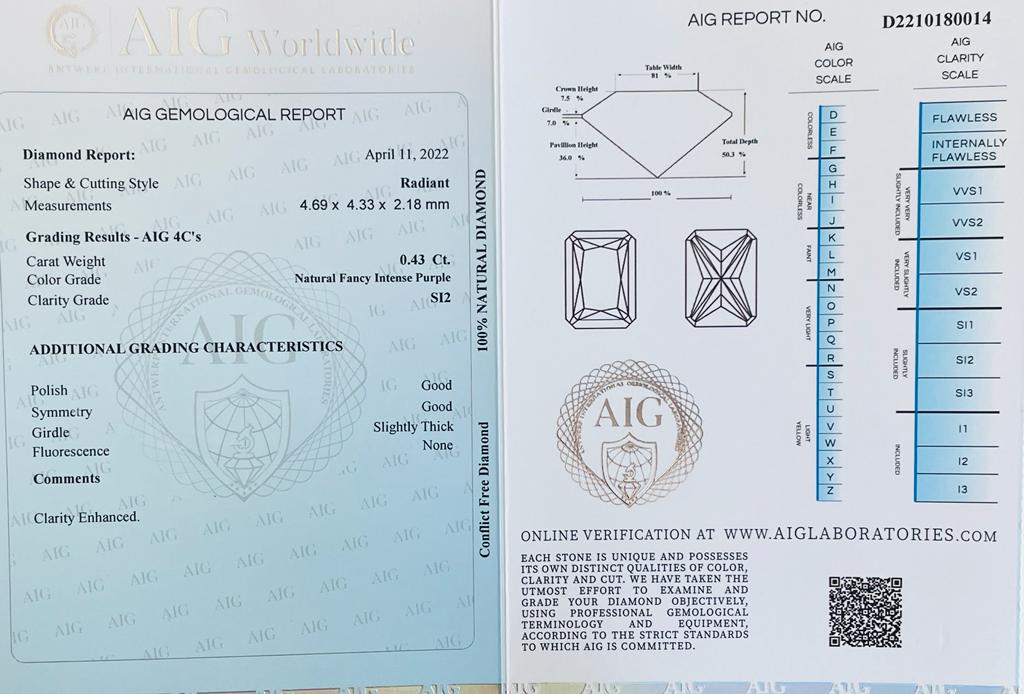 AIG Worldwide
ANTWERP INTERNATIONAL GEMOLOGICAL LABORATORIES
AIG GEMOLOGICAL REPORT
Diamond Report: April 11, 2022
Shape & Cutting Style Radiant
Measurements 4.69 x 4.33 x 2.18 mm
Grading Results - AIG 4C's
Carat Weight 0.43 Ct.
Color Grade Natural Fancy Intense Purple
Clarity Grade SI2
ADDITIONAL GRADING CHARACTERISTICS
Polish Good
Symmetry Good
Girdle Slightly Thick
Fluorescence None
Comments
Clarity Enhanced.
100% NATURAL DIAMOND
Conflict Free Diamond
AIG REPORT NO. D2210180014
Table Width
81 %
Crown Height
7.5 %
Girdle
7.0 %
Pavillion Height
36.0 %
Total Depth
50.3 %
100 %
AIG
COLOR
SCALE
COLORLESS
D
E
F
NEAR COLORLESS
G
H
I
J
FAINT
K
L
M
VERY LIGHT
N
O
P
Q
R
LIGHT YELLOW
S
T
U
V
W
X
Y
Z
AIG
CLARITY
SCALE
FLAWLESS
INTERNALLY
FLAWLESS
VERY VERY
SLIGHTLY INCLUDED
VVS1
VVS2
VERY SLIGHTLY
INCLUDED
VS1
VS2
SLIGHTLY
INCLUDED
SI1
SI2
SI3
INCLUDED
I1
I2
I3
AIG
ANTWERP INTERNATIONAL GEMOLOGICAL LABORATORIES
ONLINE VERIFICATION AT WWW.AIGLABORATORIES.COM
EACH STONE IS UNIQUE AND POSSESSES
ITS OWN DISTINCT QUALITIES OF COLOR,
CLARITY AND CUT. WE HAVE TAKEN THE
UTMOST EFFORT TO EXAMINE AND
GRADE YOUR DIAMOND OBJECTIVELY,
USING PROFESSIONAL GEMOLOGICAL
TERMINOLOGY AND EQUIPMENT,
ACCORDING TO THE STRICT STANDARDS
TO WHICH AIG IS COMMITTED.